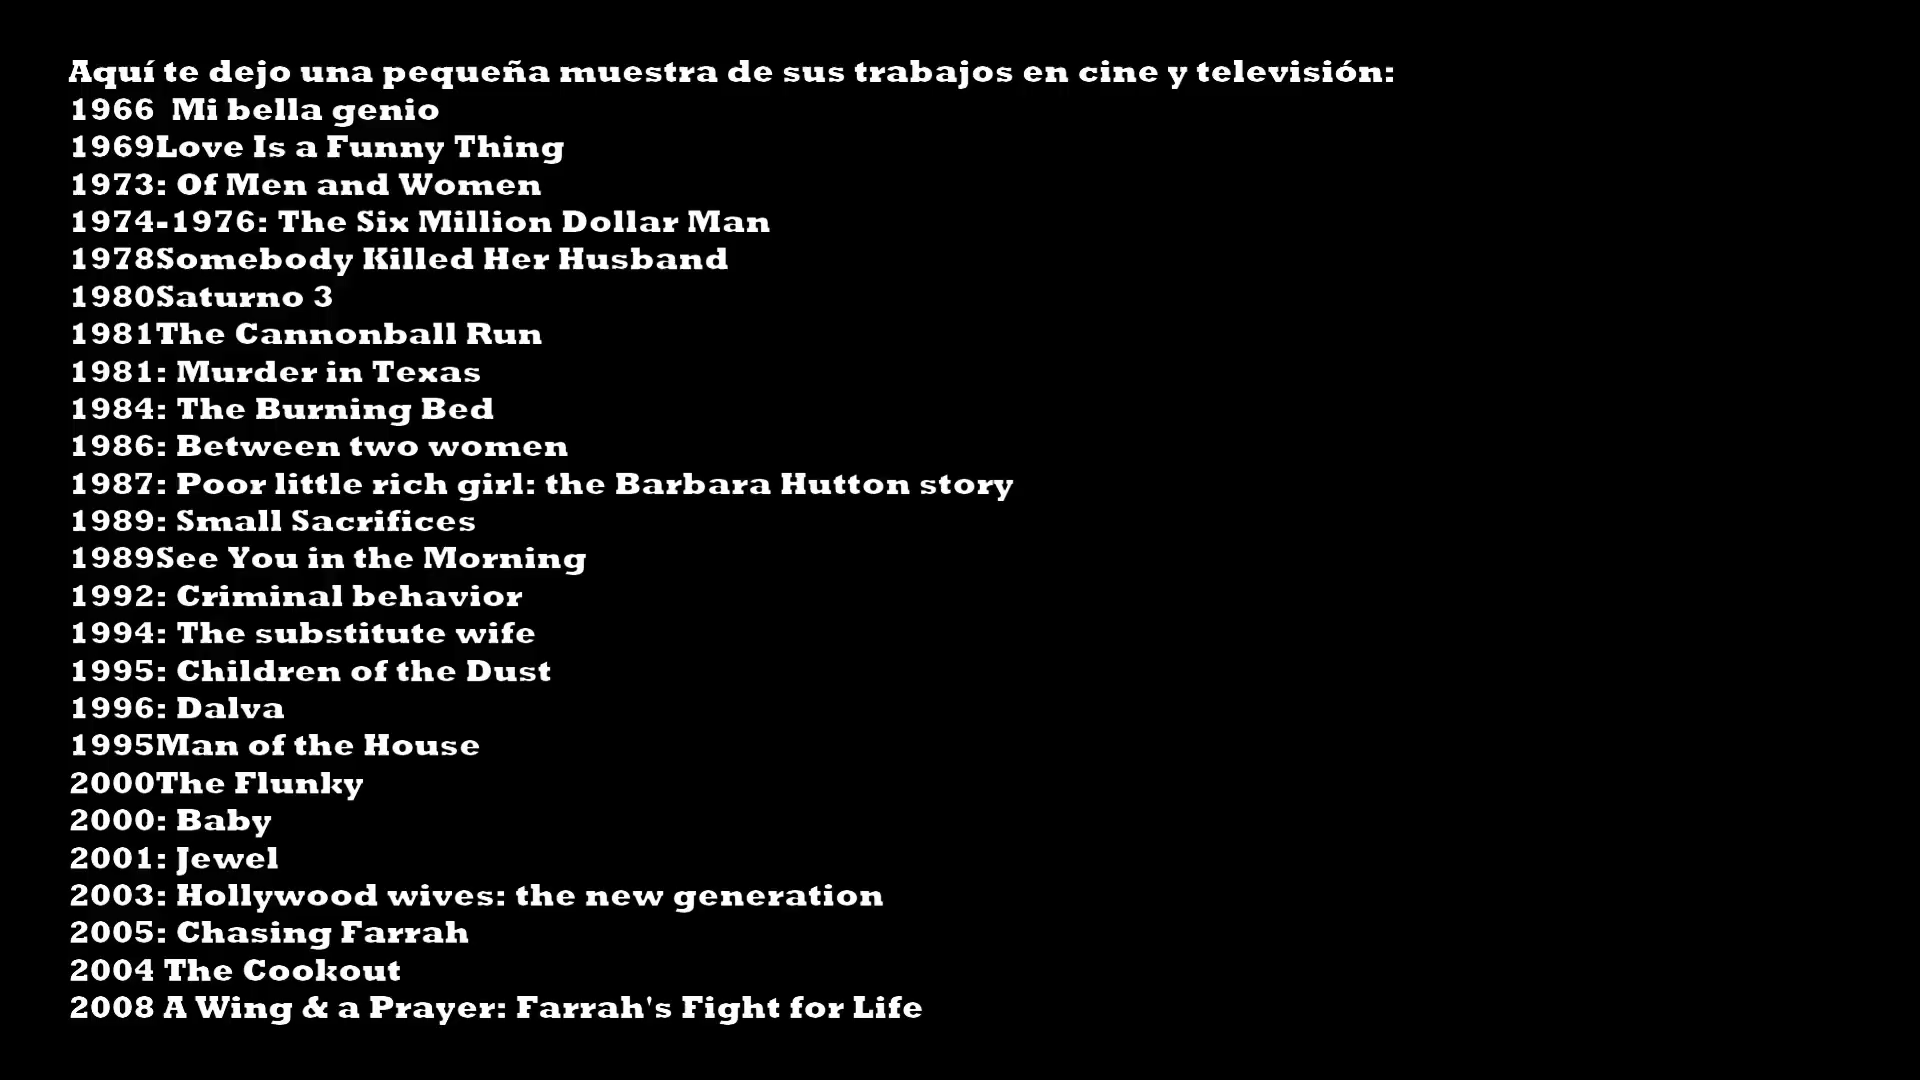 Aquí te dejo una pequeña muestra de sus trabajos en cine y televisión:
1966  Mi bella genio
1969Love Is a Funny Thing
1973: Of Men and Women
1974-1976: The Six Million Dollar Man
1978Somebody Killed Her Husband
1980Saturno 3
1981The Cannonball Run
1981: Murder in Texas
1984: The Burning Bed
1986: Between two women
1987: Poor little rich girl: the Barbara Hutton story
1989: Small Sacrifices
1989See You in the Morning
1992: Criminal behavior
1994: The substitute wife
1995: Children of the Dust
1996: Dalva
1995Man of the House
2000The Flunky
2000: Baby
2001: Jewel
2003: Hollywood wives: the new generation
2005: Chasing Farrah
2004 The Cookout
2008 A Wing & a Prayer: Farrah's Fight for Life